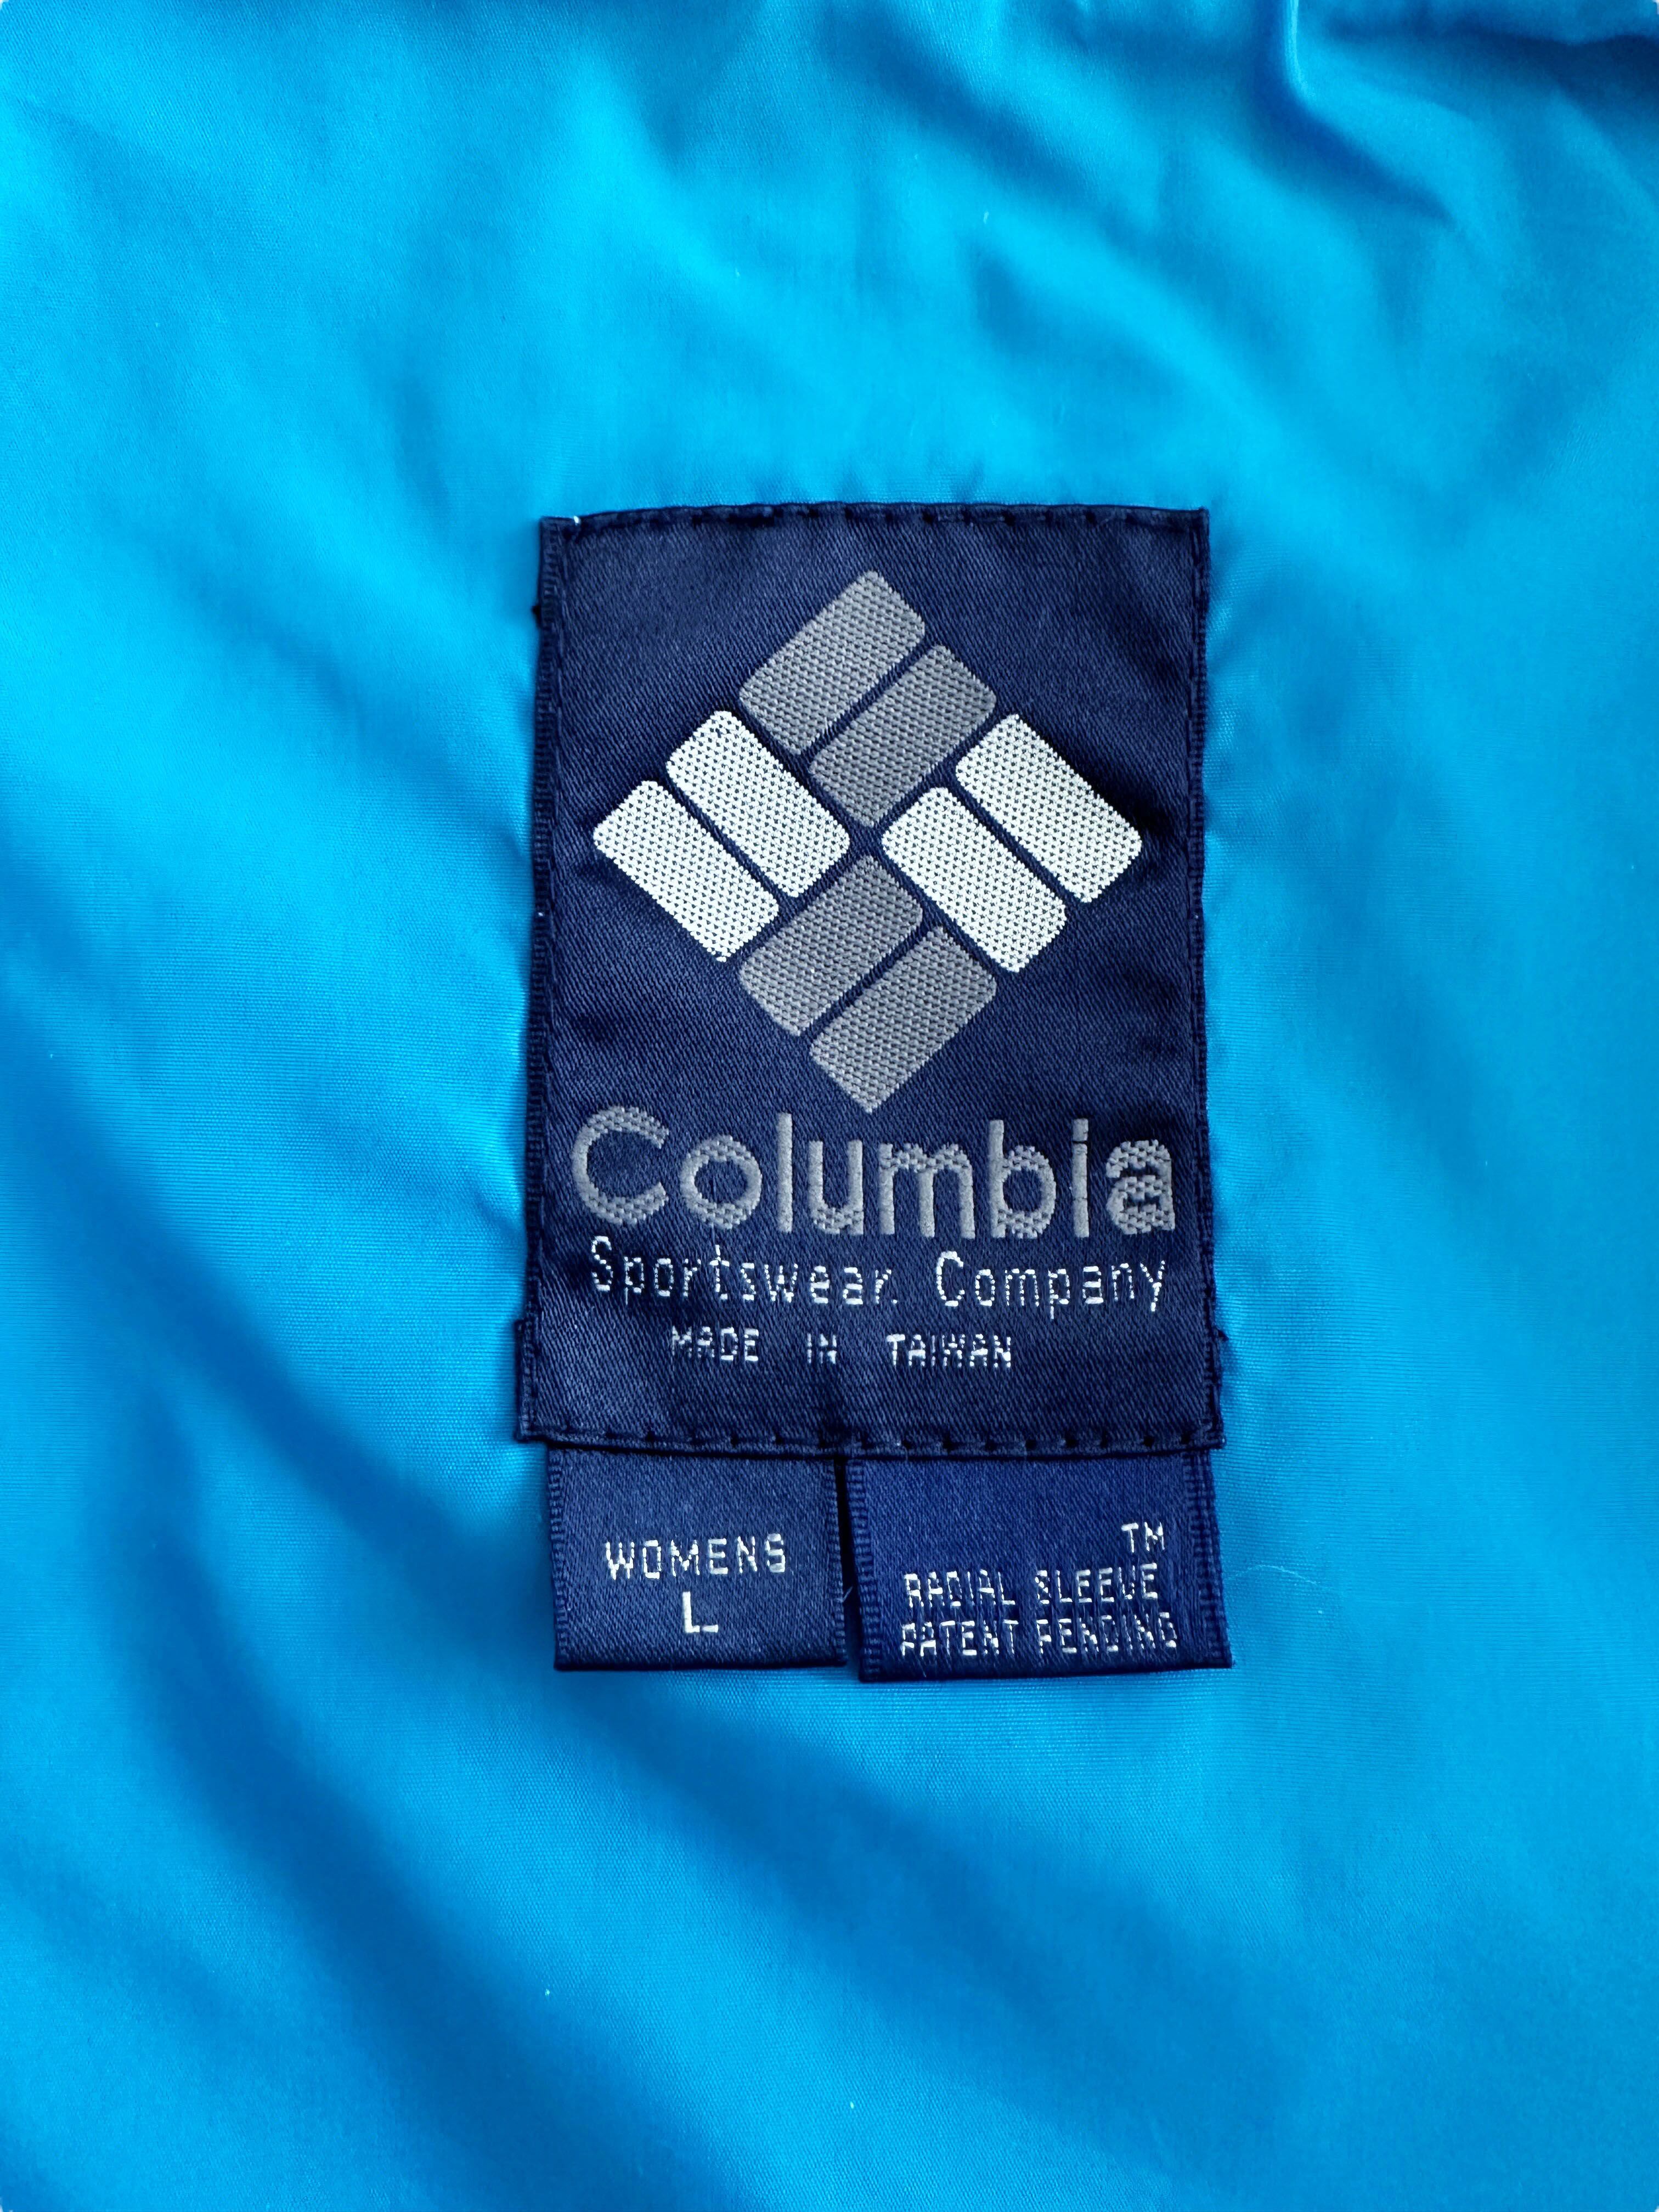 Columbia
Sportswear Company
MADE IN TAIWAN
WOMENS
L
TM
RADIAL SLEEVE
PATENT PENDING